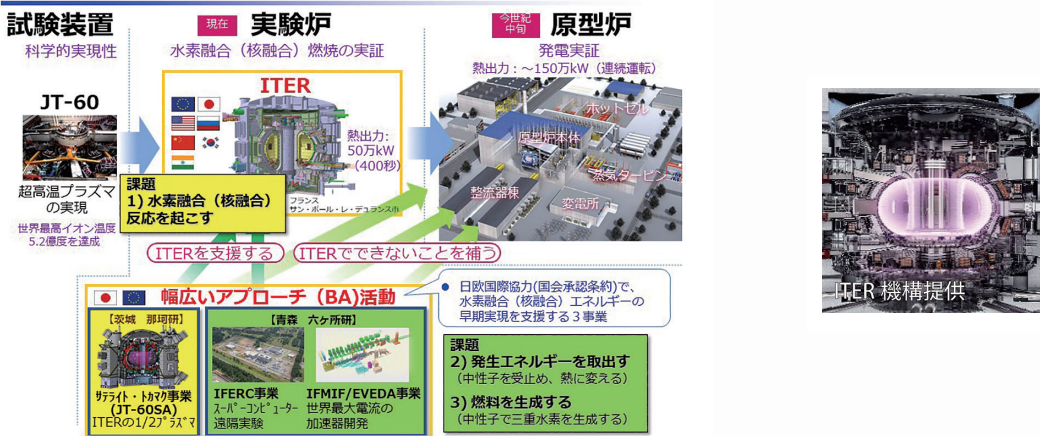 試験装置
科学的実現性
JT-60
超高温プラズマ
の実現
世界最高イオン温度
5.2億度を達成
現在
実験炉
水素融合(核融合)燃焼の実証
ITER
熱出力:
50万kW
(400秒)
フランス
サン・ポール・レ・デュランス市
課題
1) 水素融合(核融合)
反応を起こす
今世紀
中旬
原型炉
発電実証
熱出力:~150万kW(連続運転)
ホットセル
原型炉本体
蒸気タービン
整流器棟
変電所
ITERを支援する
ITERでできないことを補う
幅広いアプローチ(BA)活動
【茨城 那珂研】
ｻﾃﾗｲﾄ・ﾄｶﾏｸ事業
(JT-60SA)
ITERの1/2ﾌﾟﾗｽﾞﾏ
【青森 六ケ所研】
IFERC事業
ｽｰﾊﾟｰｺﾝﾋﾟｭｰﾀｰ
遠隔実験
IFMIF/EVEDA事業
世界最大電流の
加速器開発
● 日欧国際協力(国会承認条約)で、
水素融合(核融合)エネルギーの
早期実現を支援する3事業
課題
2) 発生エネルギーを取出す
(中性子を受止め、熱に変える)
3) 燃料を生成する
(中性子で三重水素を生成する)
ITER 機構提供